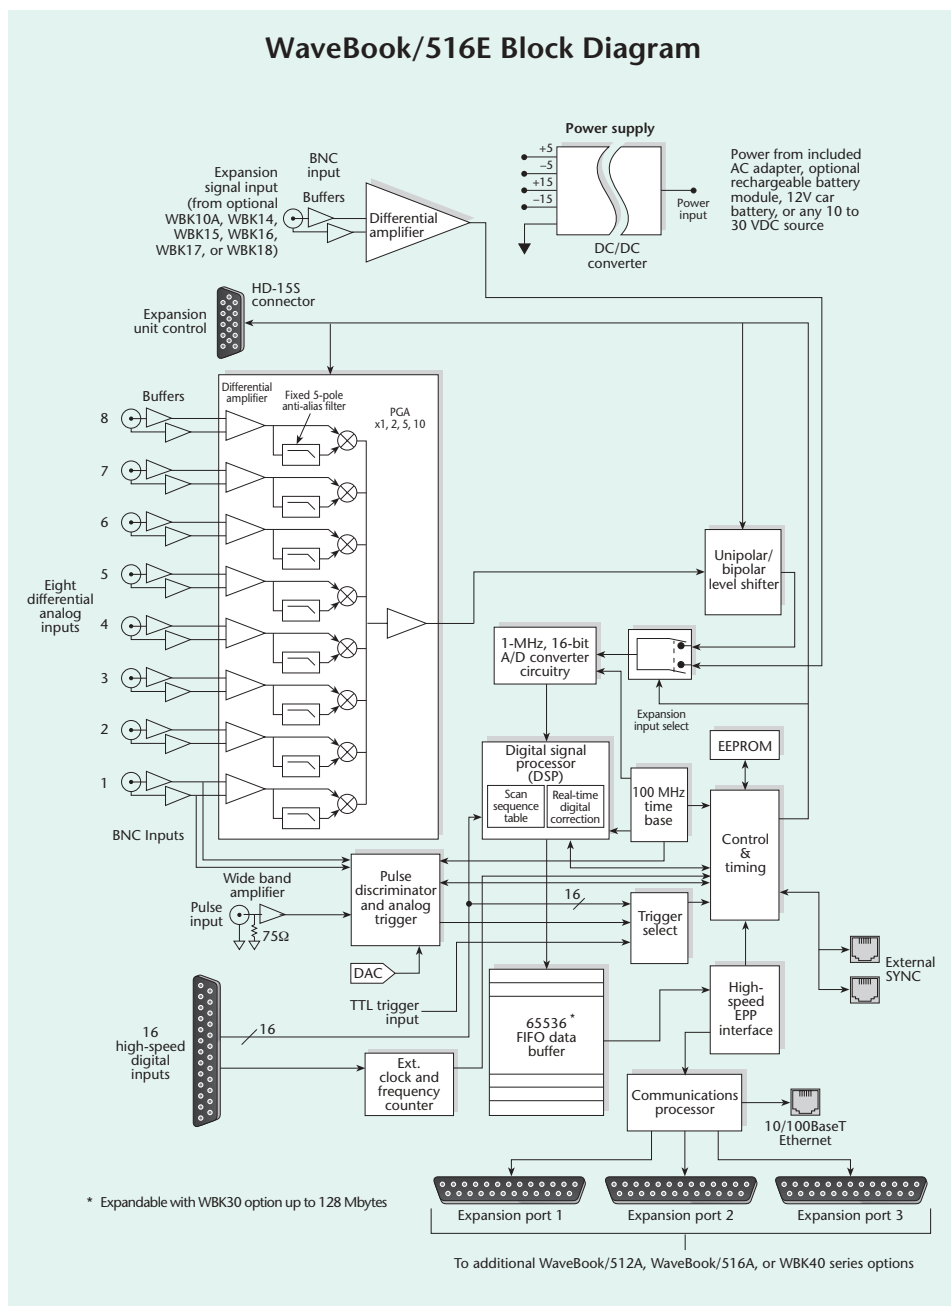 WaveBook/516E Block Diagram
Power supply
+5
–5
+15
–15
Power
input
DC/DC
converter
Power from included
AC adapter, optional
rechargeable battery
module, 12V car
battery, or any 10 to
30 VDC source
BNC
input
Expansion
signal input
(from optional
WBK10A, WBK14,
WBK15, WBK16,
WBK17, or WBK18)
Buffers
Differential
amplifier
HD-15S
connector
Expansion
unit control
Buffers
Differential
amplifier
Fixed 5-pole
anti-alias filter
PGA
x1, 2, 5, 10
8
7
6
5
4
3
2
1
Eight
differential
analog
inputs
BNC Inputs
Unipolar/
bipolar
level shifter
1-MHz, 16-bit
A/D converter
circuitry
Expansion
input select
Digital signal
processor
(DSP)
Scan
sequence
table
Real-time
digital
correction
100 MHz
time
base
EEPROM
Control
&
timing
Wide band
amplifier
Pulse
input
75Ω
Pulse
discriminator
and analog
trigger
16
Trigger
select
DAC
TTL trigger
input
External
SYNC
High-
speed
EPP
interface
65536 *
FIFO data
buffer
16
high-speed
digital
inputs
16
Ext.
clock and
frequency
counter
Communications
processor
10/100BaseT
Ethernet
* Expandable with WBK30 option up to 128 Mbytes
Expansion port 1
Expansion port 2
Expansion port 3
To additional WaveBook/512A, WaveBook/516A, or WBK40 series options